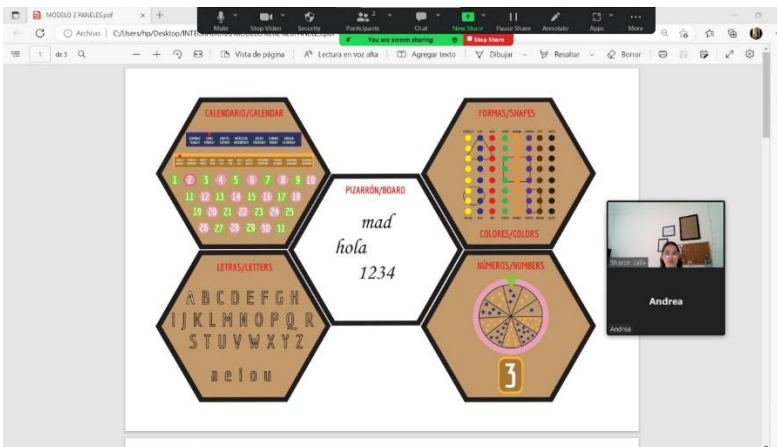 MODELO 2 PANELES.pdf
Mute
Stop Video
Security
Participants
2
Chat
New Share
Pause Share
Annotate
Apps
More
You are screen sharing
Stop Share
Archivo
1 de 5
Vista de página
Lectura en voz alta
Agregar texto
Dibujar
Resaltar
Borrar
CALENDARIO/CALENDAR
1 2 3 4 5 6 7 8 9 10
11 12 13 14 15 16 17 18
19 20 21 22 23 24 25
26 27 28 29 30 31
FORMAS/SHAPES
COLORES/COLORS
PIZARRÓN/BOARD
mad
hola
1234
LETRAS/LETTERS
A B C D E F G H
I J K L M N O P Q R
S T U V W X Y Z
a e i o u
NÚMEROS/NUMBERS
3
Sharon Valle
Andrea
Andrea